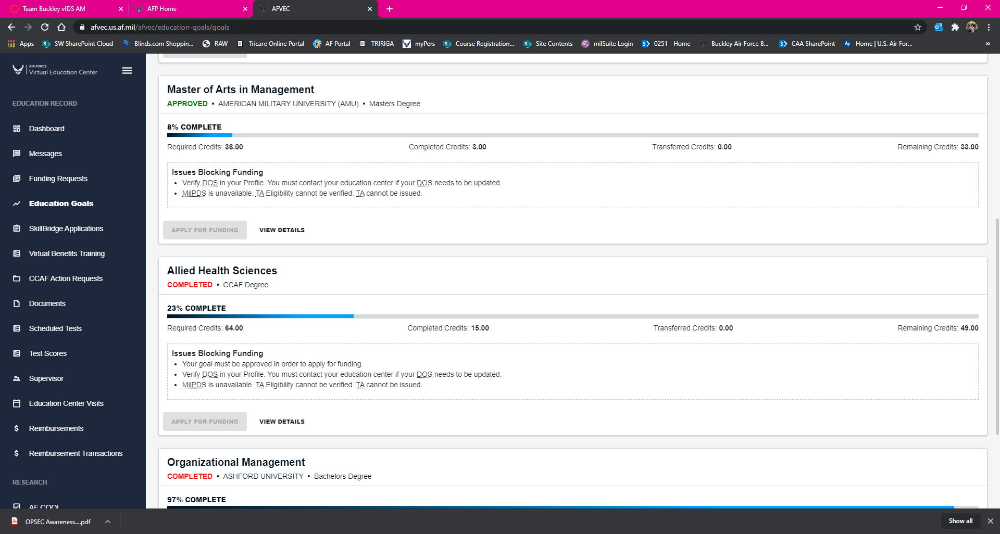 Team Buckley vIDS AM
AFP Home
AFVEC
afvec.us.af.mil/afvec/education-goals/goals
Apps
SW SharePoint Cloud
Blinds.com Shoppin...
RAW
Tricare Online Portal
AF Portal
TRIRIGA
myPers
Course Registration...
Site Contents
milSuite Login
0251 - Home
Buckley Air Force B...
CAA SharePoint
Home | U.S. Air For...
»
AIR FORCE
Virtual Education Center
EDUCATION RECORD
Dashboard
Messages
Funding Requests
Education Goals
SkillBridge Applications
Virtual Benefits Training
CCAF Action Requests
Documents
Scheduled Tests
Test Scores
Supervisor
Education Center Visits
Reimbursements
Reimbursement Transactions
RESEARCH
AF COOL
Master of Arts in Management
APPROVED • AMERICAN MILITARY UNIVERSITY (AMU) • Masters Degree
8% COMPLETE
Required Credits: 36.00 Completed Credits: 3.00 Transferred Credits: 0.00 Remaining Credits: 33.00
Issues Blocking Funding
• Verify DOS in your Profile. You must contact your education center if your DOS needs to be updated.
• MilPDS is unavailable. TA Eligibility cannot be verified. TA cannot be issued.
APPLY FOR FUNDING VIEW DETAILS
Allied Health Sciences
COMPLETED • CCAF Degree
23% COMPLETE
Required Credits: 64.00 Completed Credits: 15.00 Transferred Credits: 0.00 Remaining Credits: 49.00
Issues Blocking Funding
• Your goal must be approved in order to apply for funding.
• Verify DOS in your Profile. You must contact your education center if your DOS needs to be updated.
• MilPDS is unavailable. TA Eligibility cannot be verified. TA cannot be issued.
APPLY FOR FUNDING VIEW DETAILS
Organizational Management
COMPLETED • ASHFORD UNIVERSITY • Bachelors Degree
97% COMPLETE
OPSEC Awareness....pdf
Show all